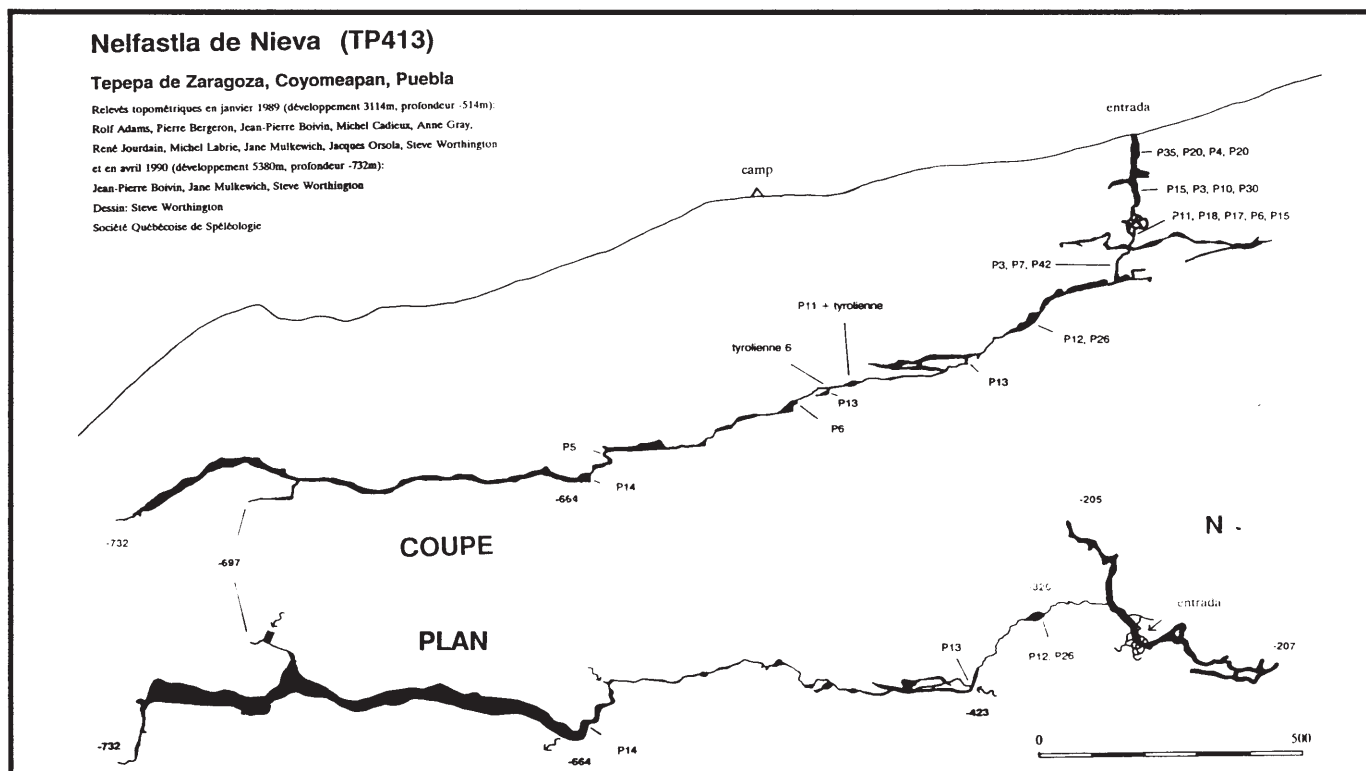 Nelfastla de Nieva (TP413)
Tepepa de Zaragoza, Coyomeapan, Puebla
Relevés topométriques en janvier 1989 (développement 3114m, profondeur -514m):
Rolf Adams, Pierre Bergeron, Jean-Pierre Boivin, Michel Cadieux, Anne Gray,
René Jourdain, Michel Labrie, Jane Mulkewich, Jacques Orsola, Steve Worthington
et en avril 1990 (développement 5380m, profondeur -732m):
Jean-Pierre Boivin, Jane Mulkewich, Steve Worthington
Dessin: Steve Worthington
Société Québécoise de Spéléologie
entrada
P35, P20, P4, P20
camp
P15, P3, P10, P30
P11, P18, P17, P6, P15
P3, P7, P42
P11 + tyrolienne
P12, P26
tyrolienne 6
P13
P13
P6
P5
P14
-664
-732
COUPE
-697
-205
N
326
entrada
PLAN
P13
P12, P26
-207
-423
P14
-732
-664
0
500